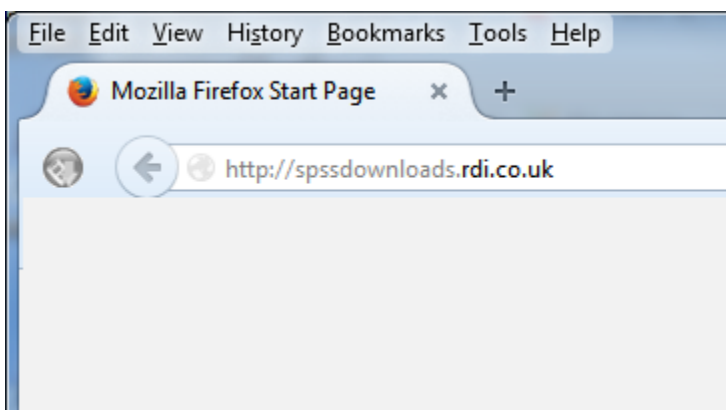 File Edit View History Bookmarks Tools Help
Mozilla Firefox Start Page
http://spssdownloads.rdi.co.uk